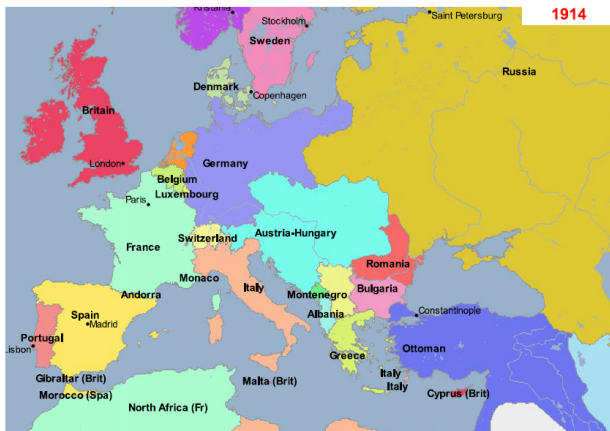 1914
Kristania
Stockholm
Saint Petersburg
Sweden
Russia
Denmark
Copenhagen
Britain
London
Germany
Belgium
Luxembourg
Paris
France
Switzerland
Austria-Hungary
Romania
Monaco
Italy
Montenegro
Bulgaria
Andorra
Albania
Constantinople
Spain
Madrid
Portugal
Lisbon
Greece
Ottoman
Gibraltar (Brit)
Malta (Brit)
Italy
Italy
Morocco (Spa)
North Africa (Fr)
Cyprus (Brit)